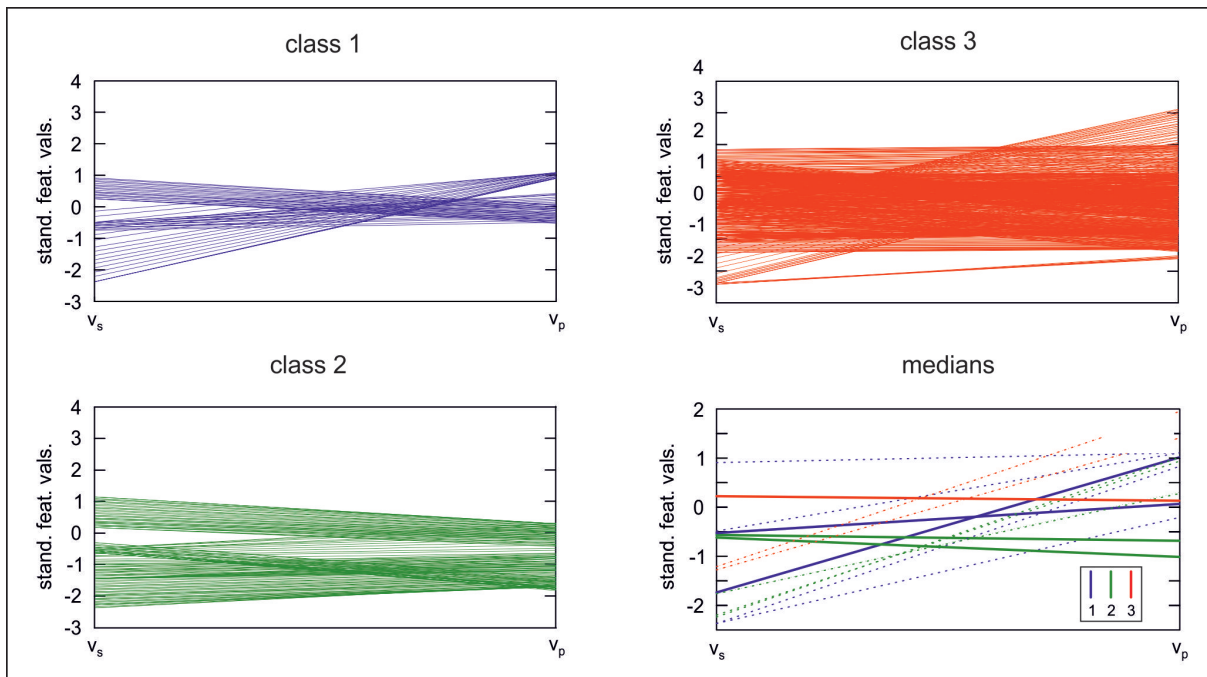 class 1
4
3
2
1
0
-1
-2
-3
stand. feat. vals.
vs
vp
class 3
4
3
2
1
0
-1
-2
-3
stand. feat. vals.
vs
vp
class 2
4
3
2
1
0
-1
-2
-3
stand. feat. vals.
vs
vp
medians
2
1
0
-1
-2
stand. feat. vals.
1 2 3
vs
vp